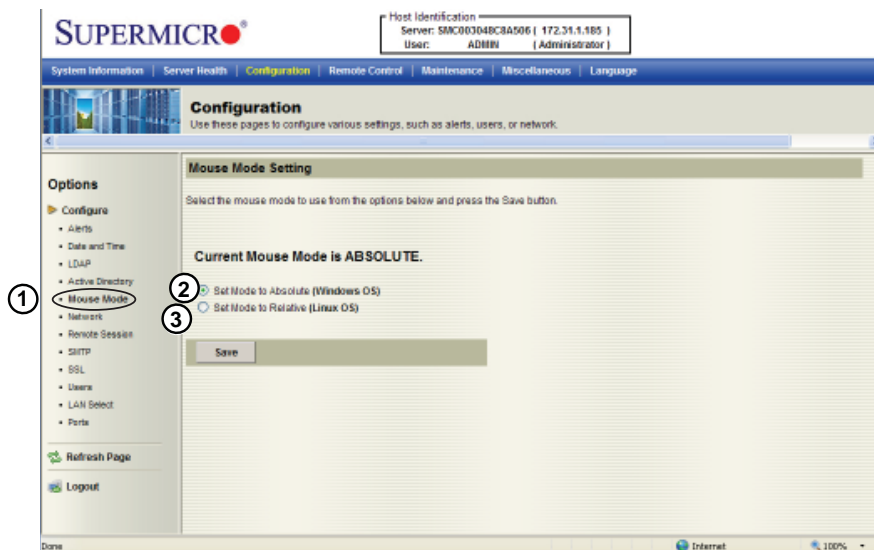 SUPERMICRO®
Host Identification
Server: SMC003048C8A506 ( 172.31.1.185 )
User: ADMIN ( Administrator )
System Information | Server Health | Configuration | Remote Control | Maintenance | Miscellaneous | Language
Configuration
Use these pages to configure various settings, such as alerts, users, or network.
Options
Configure
• Alerts
• Date and Time
• LDAP
• Active Directory
1
• Mouse Mode
• Network
• Remote Session
• SMTP
• SSL
• Users
• LAN Select
• Ports
Refresh Page
Logout
Mouse Mode Setting
Select the mouse mode to use from the options below and press the Save button.
Current Mouse Mode is ABSOLUTE.
2 Set Mode to Absolute (Windows OS)
3 Set Mode to Relative (Linux OS)
Save
Done
Internet
100%